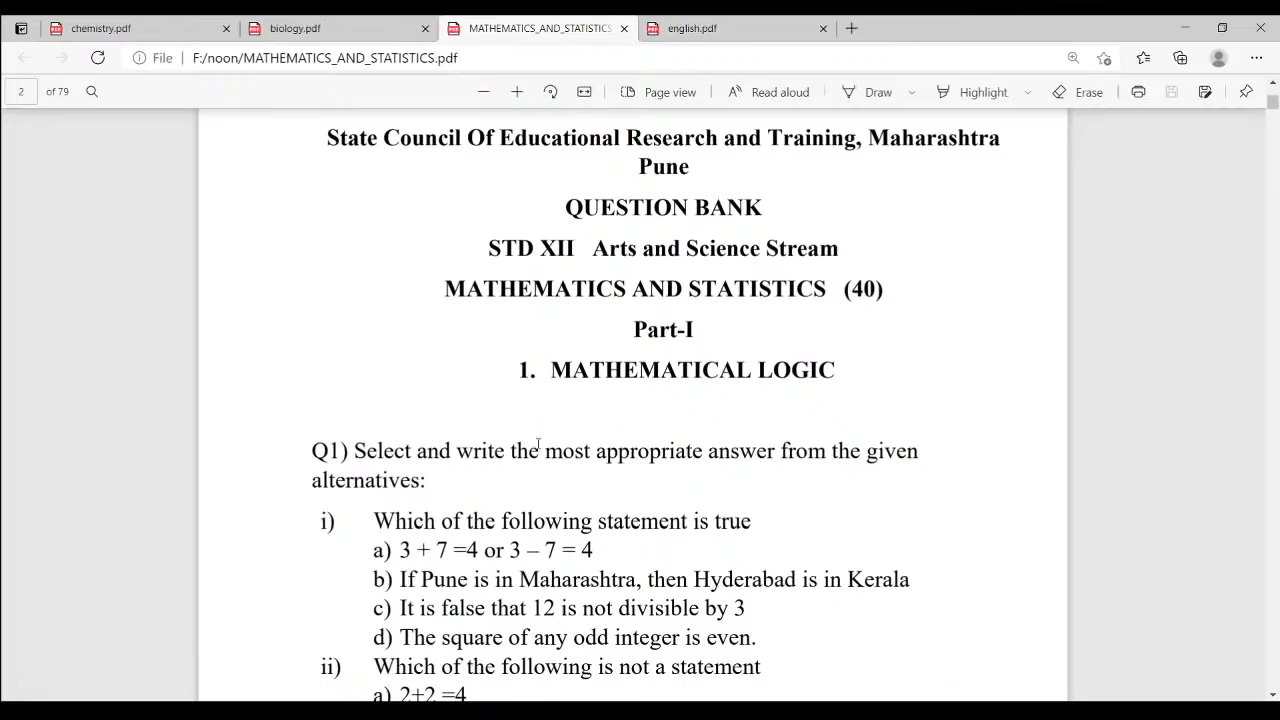 chemistry.pdf
biology.pdf
MATHEMATICS_AND_STATISTICS
english.pdf
File F:/noon/MATHEMATICS_AND_STATISTICS.pdf
2 of 79 Page view Read aloud Draw Highlight Erase
State Council Of Educational Research and Training, Maharashtra
Pune
QUESTION BANK
STD XII Arts and Science Stream
MATHEMATICS AND STATISTICS (40)
Part-I
1. MATHEMATICAL LOGIC
Q1) Select and write the most appropriate answer from the given
alternatives:
i) Which of the following statement is true
a) 3 + 7 =4 or 3 – 7 = 4
b) If Pune is in Maharashtra, then Hyderabad is in Kerala
c) It is false that 12 is not divisible by 3
d) The square of any odd integer is even.
ii) Which of the following is not a statement
a) 2+2 =4